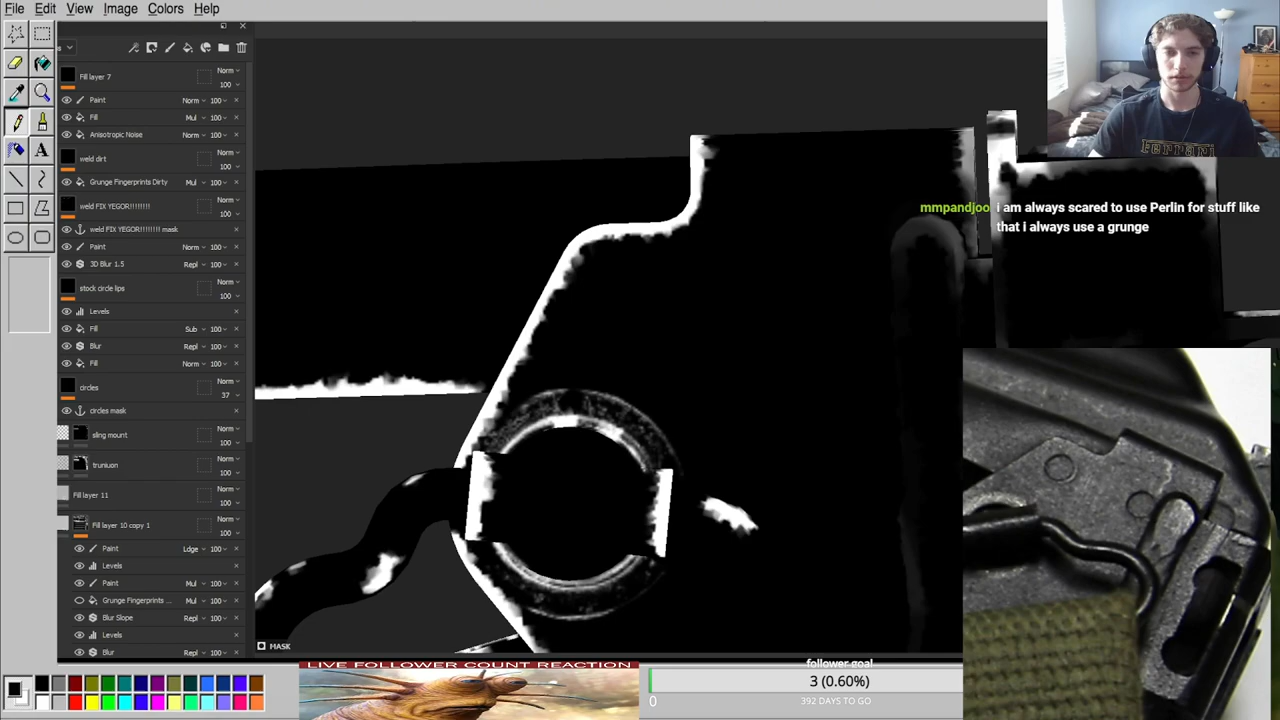 File Edit View Image Colors Help
Fill layer 7 Norm 100
Paint Norm 100
Fill Mul 100
Anisotropic Noise Norm 100
weld dirt Norm 100
Grunge Fingerprints Dirty Mul 100
weld FIX YEGOR!!!!!!!! Norm 100
weld FIX YEGOR!!!!!!!! mask
Paint Norm 100
3D Blur 1.5 Repl 100
stock circle lips Norm 100
Levels
Fill Sub 100
Blur Repl 100
Fill Norm 100
circles Norm 37
circles mask
sling mount Norm 100
truniuon Norm 100
Fill layer 11 Norm 100
Fill layer 10 copy 1 Norm 100
Paint Ldge 100
Levels
Paint Mul 100
Grunge Fingerprints ... Mul 100
Blur Slope Repl 100
Levels
Blur Repl 100
MASK
Ferrari
mmpandjoo i am always scared to use Perlin for stuff like
that i always use a grunge
LIVE FOLLOWER COUNT REACTION
follower goal
3 (0.60%)
0
392 DAYS TO GO